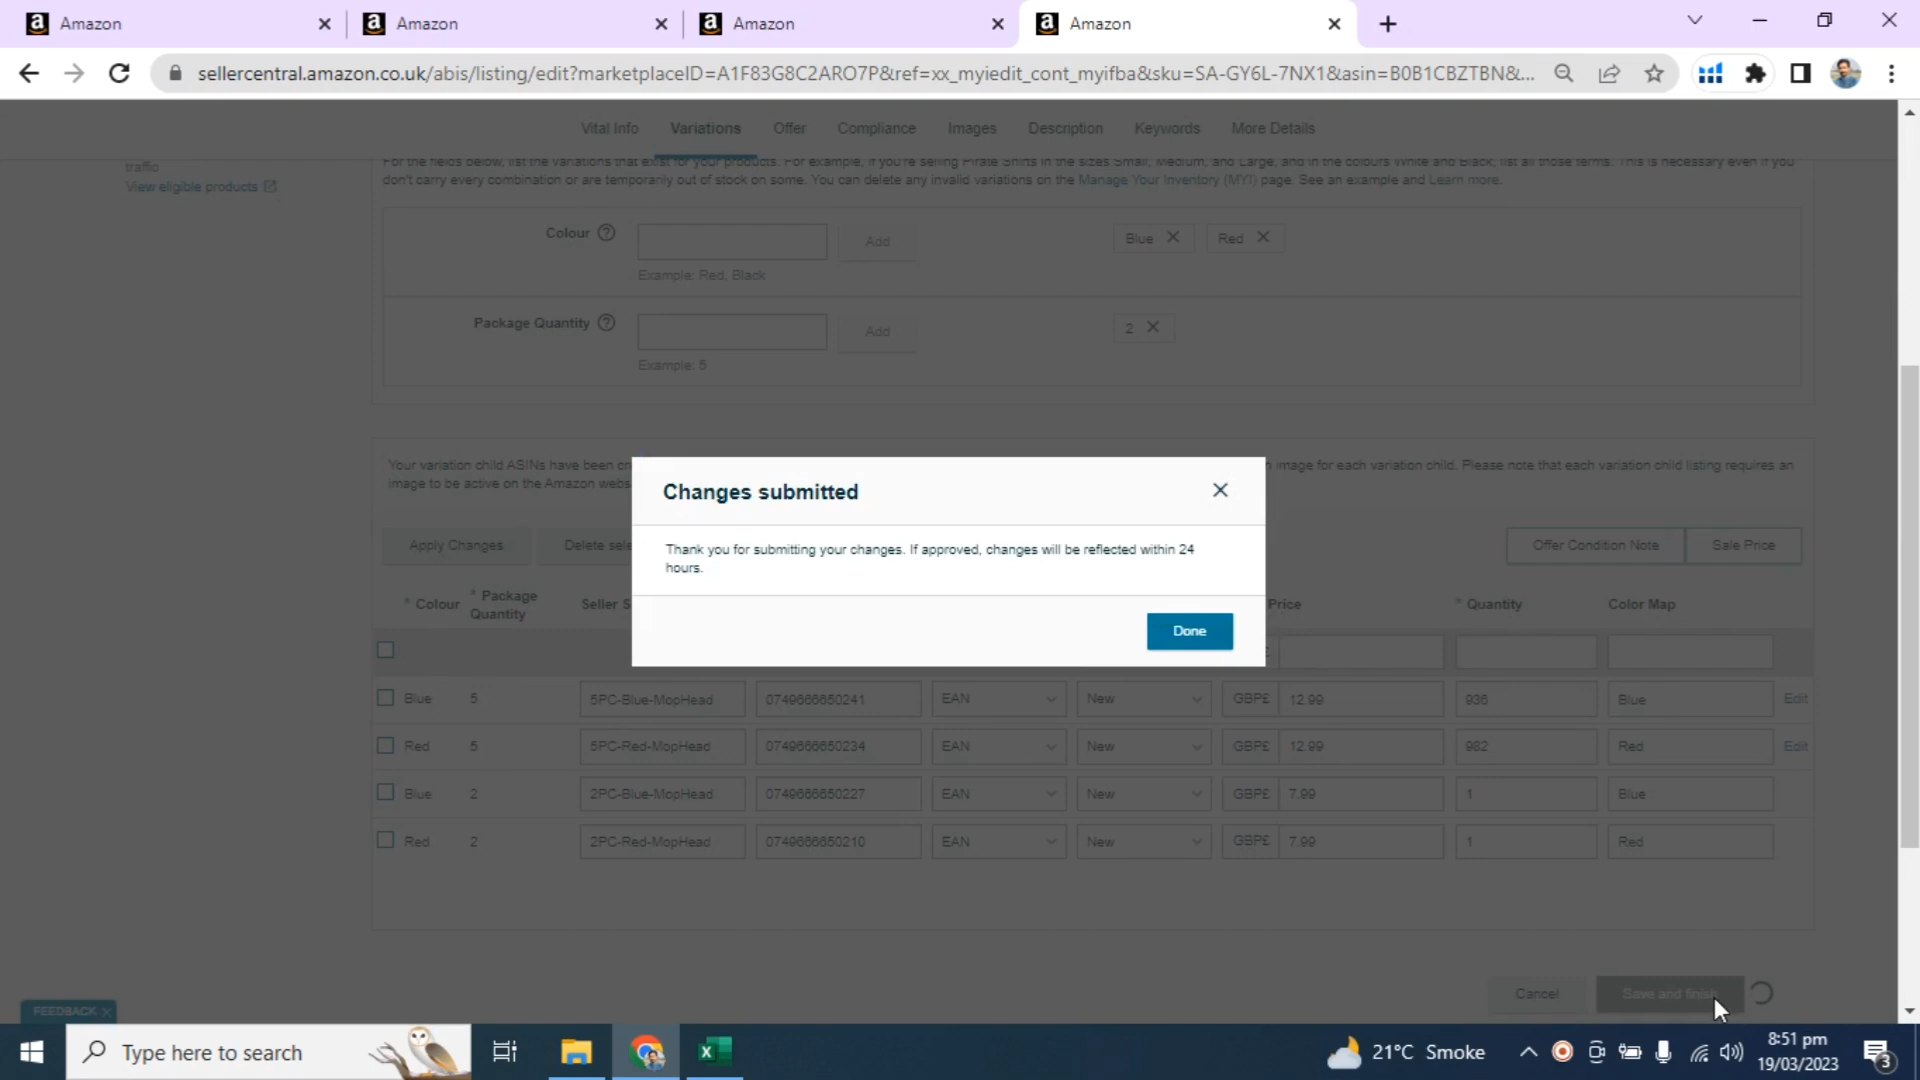 Amazon
Amazon
Amazon
Amazon
sellercentral.amazon.co.uk/abis/listing/edit?marketplaceID=A1F83G8C2ARO7P&ref=xx_myiedit_cont_myifba&sku=SA-GY6L-7NX1&asin=B0B1CBZTBN&...
Vital Info Variations Offer Compliance Images Description Keywords More Details
traffic
View eligible products
For the fields below, list the variations that exist for your products. For example, if you're selling Pirate Shirts in the sizes Small, Medium, and Large, and in the colours White and Black, list all those terms. This is necessary even if you
don't carry every combination or are temporarily out of stock on some. You can delete any invalid variations on the Manage Your Inventory (MYI) page. See an example and Learn more.
Colour ? Add Blue Red
Example: Red, Black
Package Quantity ? Add 2
Example: 5
Your variation child ASINs have been image for each variation child. Please note that each variation child listing requires an
image to be active on the Amazon
Changes submitted
Thank you for submitting your changes. If approved, changes will be reflected within 24
hours.
Done
Apply Changes Delete Offer Condition Note Sale Price
* Colour * Package Quantity Seller S Price * Quantity Color Map
GBP£
Blue 5 5PC-Blue-MopHead 0749666650241 EAN New GBP£ 12.99 936 Blue Edit
Red 5 5PC-Red-MopHead 0749666650234 EAN New GBP£ 12.99 982 Red Edit
Blue 2 2PC-Blue-MopHead 0749666650227 EAN New GBP£ 7.99 1 Blue
Red 2 2PC-Red-MopHead 0749666650210 EAN New GBP£ 7.99 1 Red
Cancel Save and finish
FEEDBACK
Type here to search
21°C Smoke
8:51 pm
19/03/2023
3